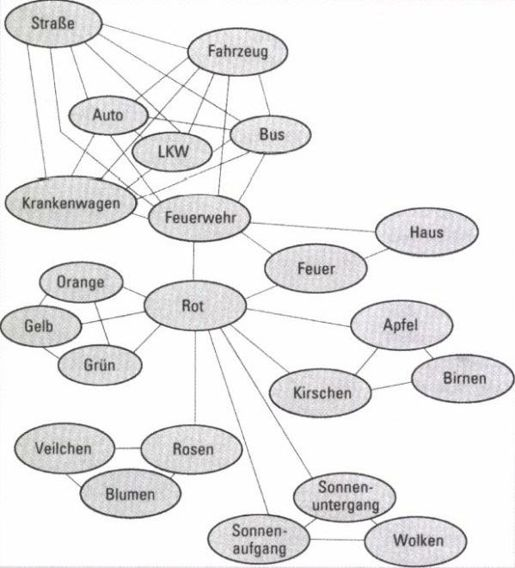 Straße
Fahrzeug
Auto
Bus
LKW
Krankenwagen
Feuerwehr
Haus
Feuer
Orange
Rot
Gelb
Apfel
Grün
Birnen
Kirschen
Veilchen
Rosen
Blumen
Sonnen-
untergang
Sonnen-
aufgang
Wolken